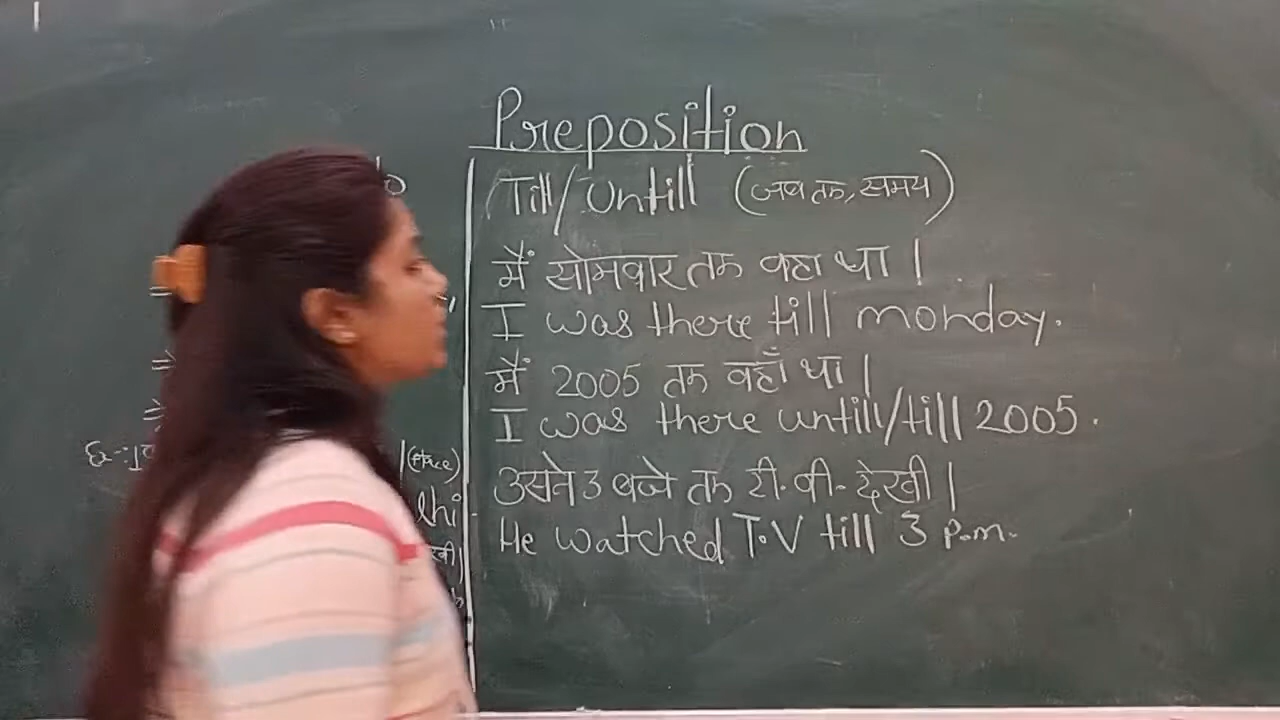 Preposition
Till/Untill (जब तक, समय)
मैं सोमवार तक वहा था।
I was there till monday.
मैं 2005 तक वहाँ था।
I was there untill/till 2005.
उसने 3 बजे तक टी.वी. देखी।
He watched T.V till 3 p.m.
(Place)